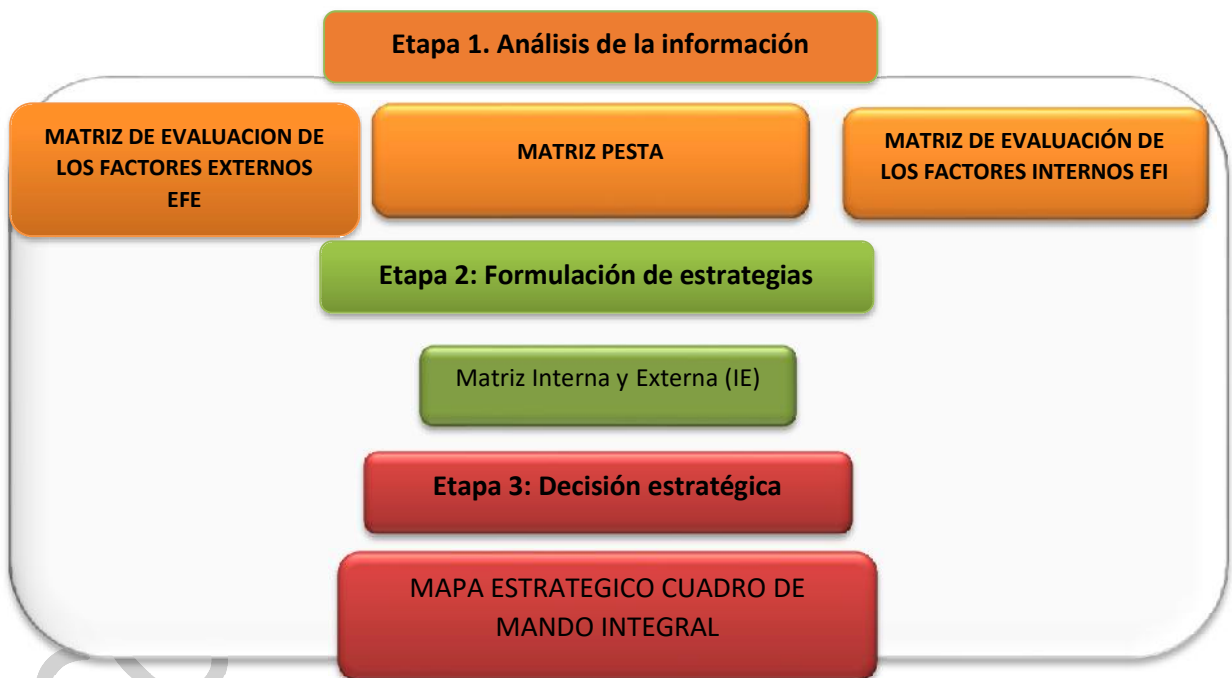 Etapa 1. Análisis de la información
MATRIZ DE EVALUACION DE
LOS FACTORES EXTERNOS
EFE
MATRIZ PESTA
MATRIZ DE EVALUACIÓN DE
LOS FACTORES INTERNOS EFI
Etapa 2: Formulación de estrategias
Matriz Interna y Externa (IE)
Etapa 3: Decisión estratégica
MAPA ESTRATEGICO CUADRO DE
MANDO INTEGRAL